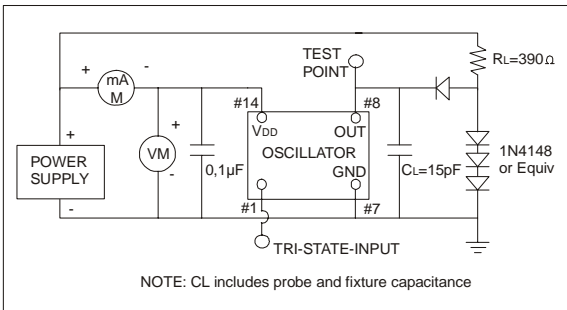 TEST
POINT
RL=390Ω
+ -
mA
M
#14 #8
VDD OUT
OSCILLATOR
GND
+
VM
-
0,1µF
CL=15pF
1N4148
or Equiv
+
POWER
SUPPLY
-
#1 #7
TRI-STATE-INPUT
NOTE: CL includes probe and fixture capacitance